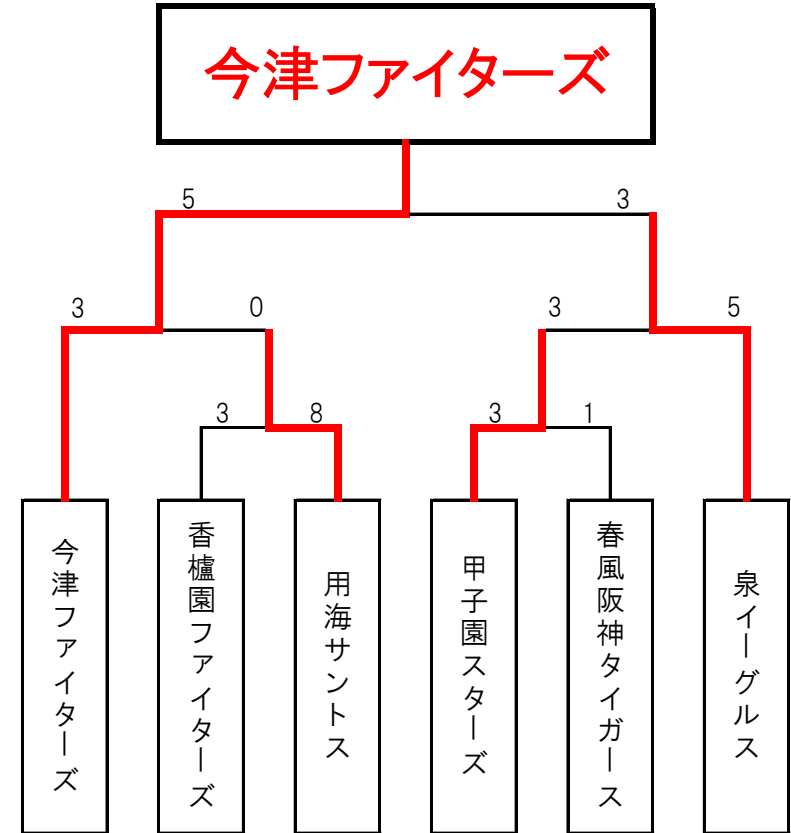 今津ファイターズ
5
3
3
0
3
5
3
8
3
1
今津ファイターズ
香櫨園ファイターズ
用海サントス
甲子園スターズ
春風阪神タイガース
泉イーグルス